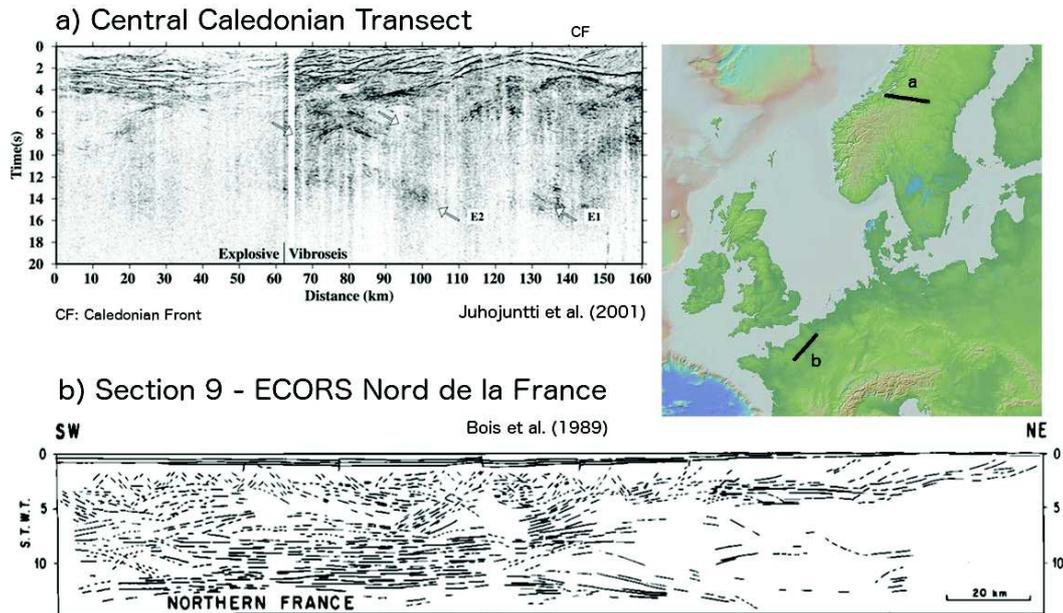 a) Central Caledonian Transect
CF
0
2
4
6
8
10
12
14
16
18
20
Time(s)
E2
E1
Explosive
Vibroseis
0 10 20 30 40 50 60 70 80 90 100 110 120 130 140 150 160
Distance (km)
CF: Caledonian Front
Juhojuntti et al. (2001)
a
b
b) Section 9 - ECORS Nord de la France
Bois et al. (1989)
SW
NE
0
5
10
S.T.W.T.
0
5
10
20 km
NORTHERN FRANCE